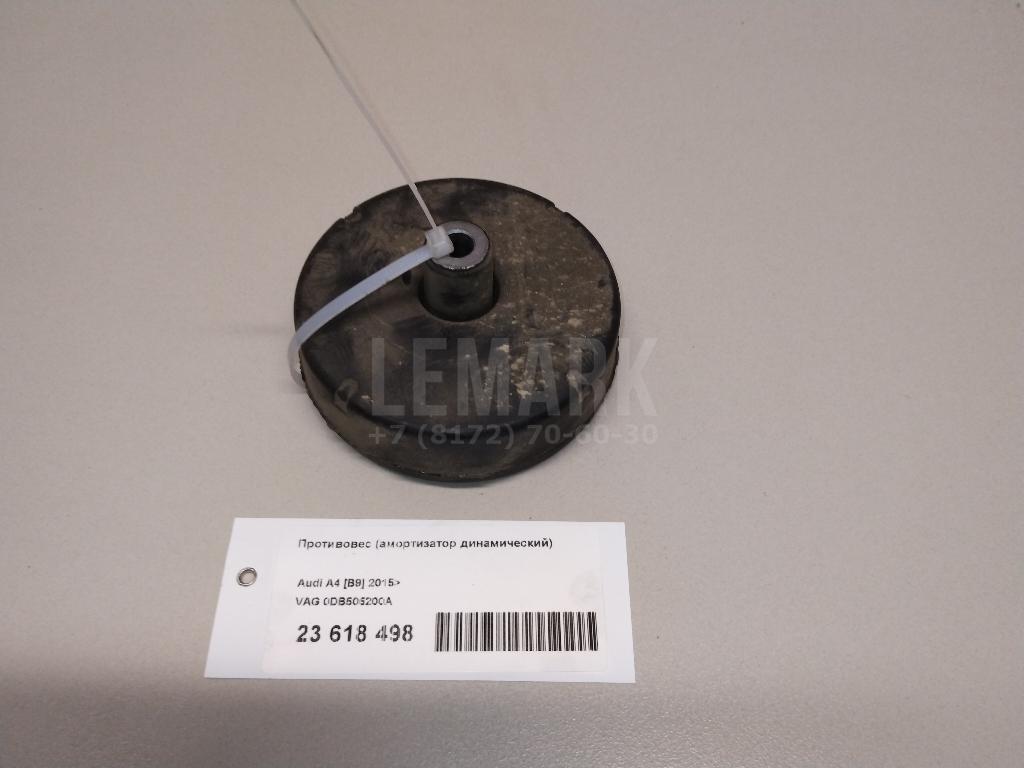 LEMARK
+7 (8172) 70-60-30
Противовес (амортизатор динамический)
Audi A4 [B9] 2015>
VAG 0DB505200A
23 618 498